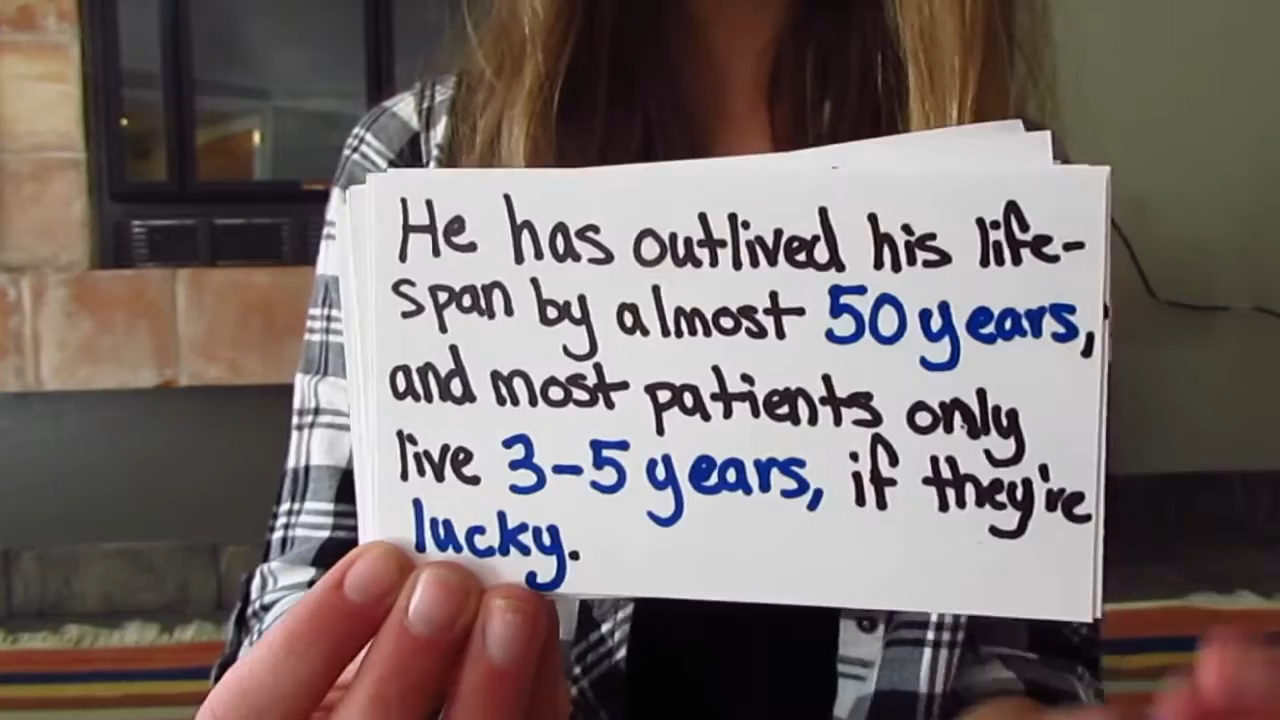 He has outlived his life-
span by almost 50 years,
and most patients only
live 3-5 years, if they're
lucky.